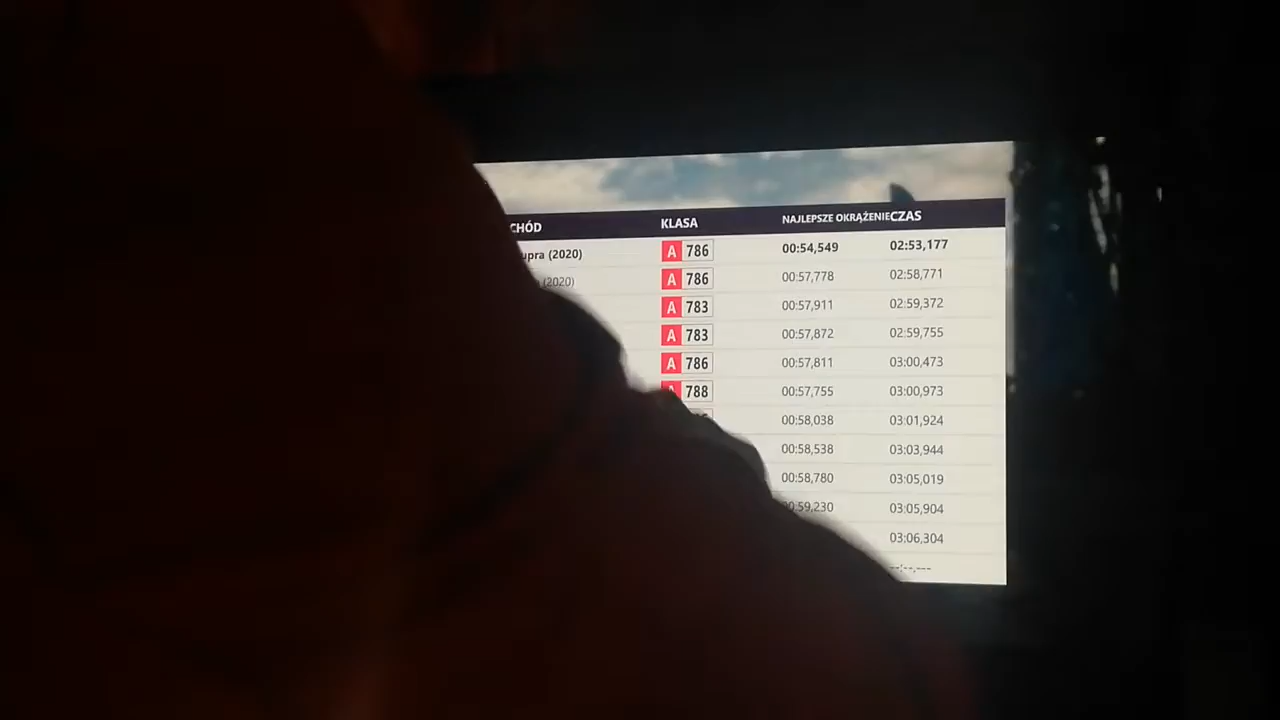 CHÓD KLASA NAJLEPSZE OKRĄŻENIE CZAS
upra (2020) A 786 00:54,549 02:53,177
(2020) A 786 00:57,778 02:58,771
A 783 00:57,911 02:59,372
A 783 00:57,872 02:59,755
A 786 00:57,811 03:00,473
A 788 00:57,755 03:00,973
00:58,038 03:01,924
00:58,538 03:03,944
00:58,780 03:05,019
0:59,230 03:05,904
03:06,304
--:--,---